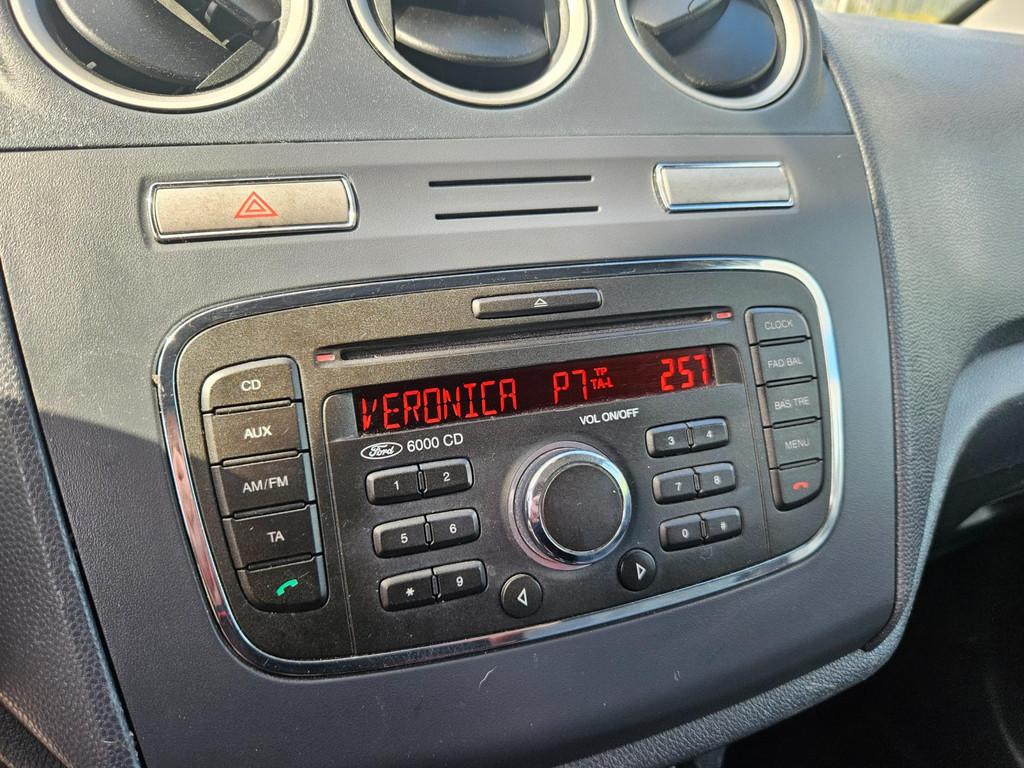 VERONICA P7 TP TA-L 257
VOL ON/OFF
Ford 6000 CD
CD
AUX
AM/FM
TA
1 2
5 6
* 9
3 4
7 8
0 #
CLOCK
FAD BAL
BAS TRE
MENU